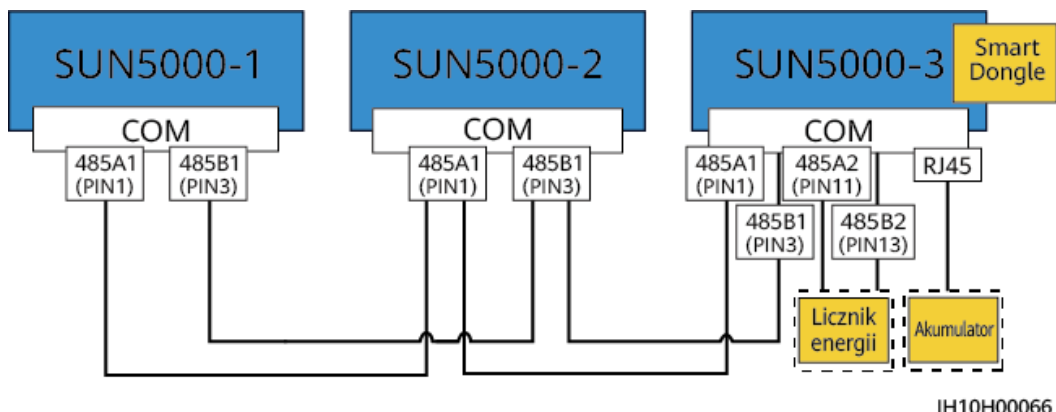 SUN5000-1
SUN5000-2
SUN5000-3
Smart
Dongle
COM
COM
COM
485A1
(PIN1)
485B1
(PIN3)
485A1
(PIN1)
485B1
(PIN3)
485A1
(PIN1)
485A2
(PIN11)
RJ45
485B1
(PIN3)
485B2
(PIN13)
Licznik
energii
Akumulator
IH10H00066